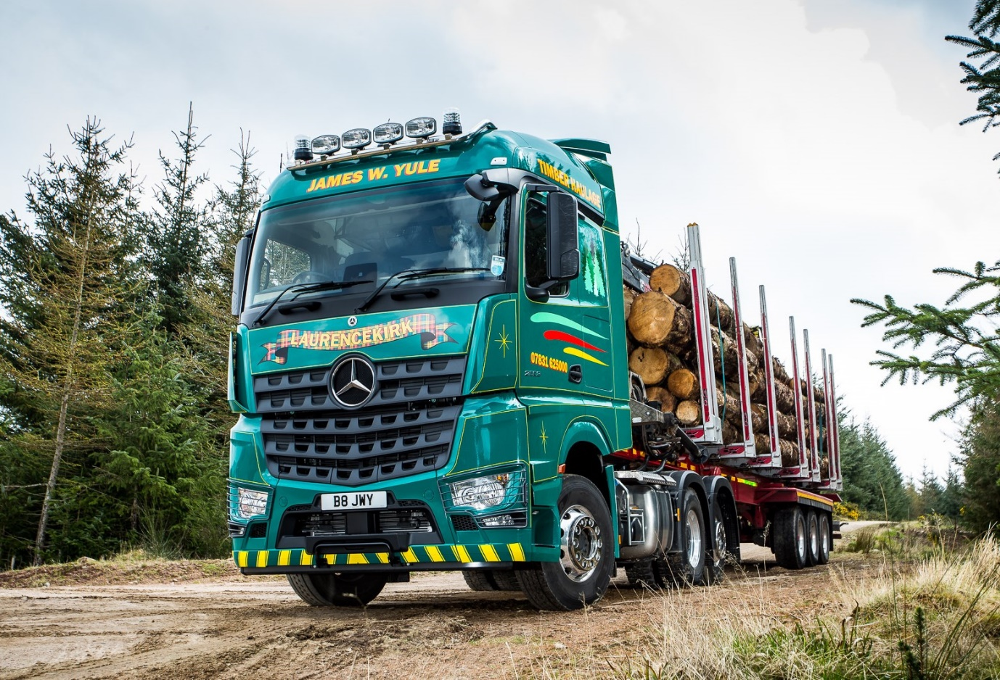 JAMES W. YULE
TIMBER HAULAGE
LAURENCEKIRK
07831 625000
B8 JWY